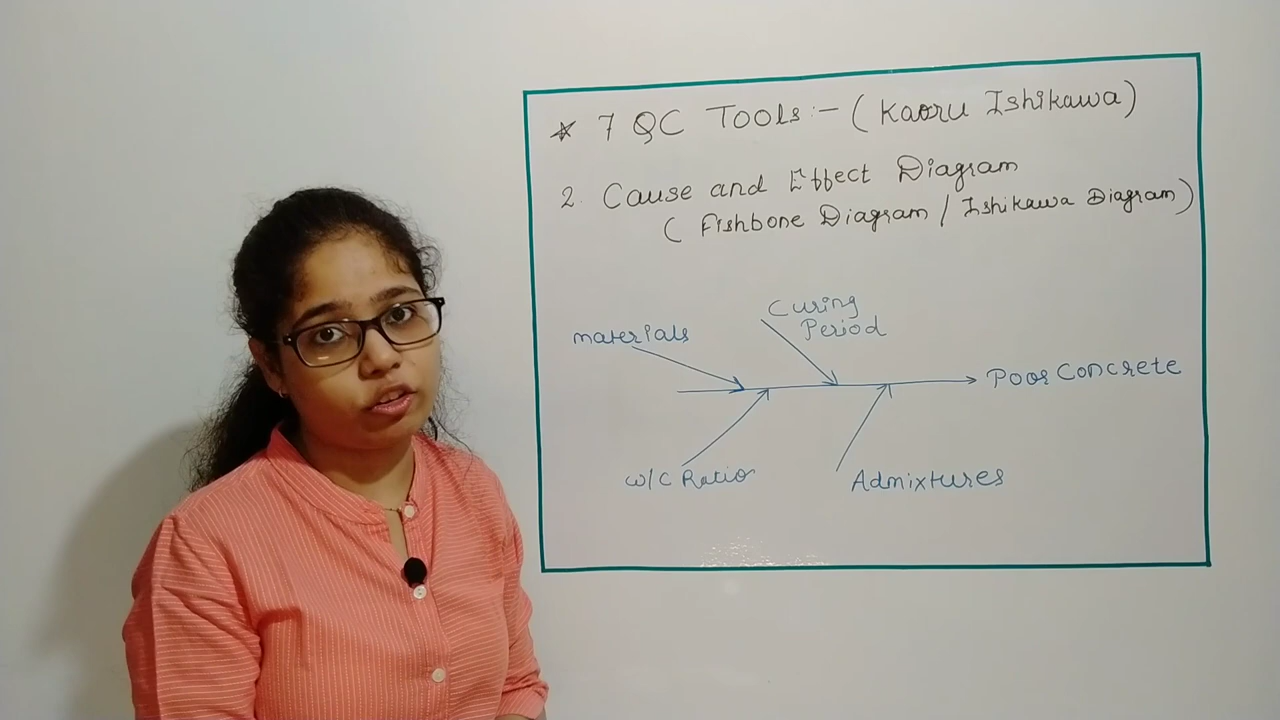 * 7 QC Tools:- (Kaoru Ishikawa)
2. Cause and Effect Diagram
(Fishbone Diagram / Ishikawa Diagram)
Curing
Period
materials
Poor Concrete
W/C Ratio
Admixtures